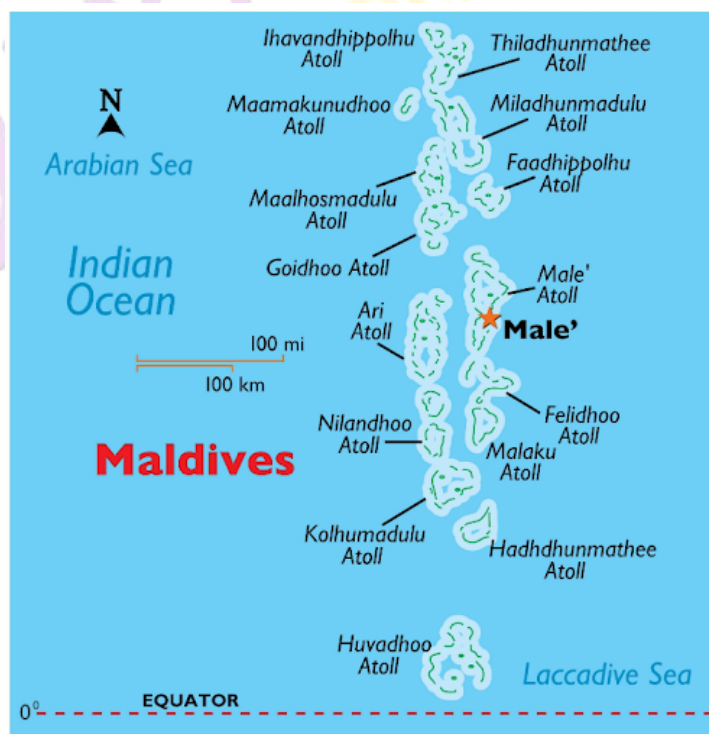 Ihavandhippolhu
Atoll
Thiladhunmathee
Atoll
N
Maamakunudhoo
Atoll
Miladhunmadulu
Atoll
Arabian Sea
Faadhippolhu
Atoll
Maalhosmadulu
Atoll
Goidhoo Atoll
Indian
Ocean
Male'
Atoll
Ari
Atoll
Male’
100 mi
100 km
Felidhoo
Atoll
Nilandhoo
Atoll
Malaku
Atoll
Maldives
Kolhumadulu
Atoll
Hadhdhunmathee
Atoll
Huvadhoo
Atoll
Laccadive Sea
EQUATOR
0⁰